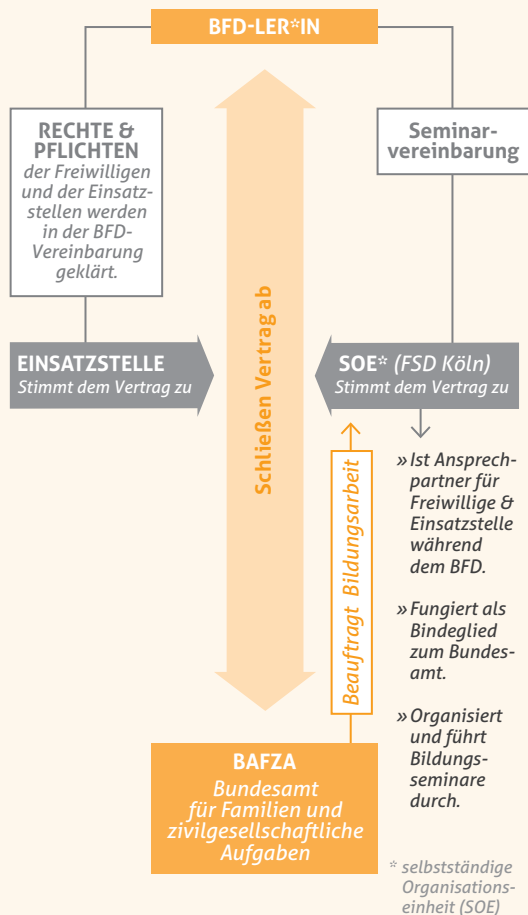 BFD-LER*IN
RECHTE &
PFLICHTEN
der Freiwilligen
und der Einsatz-
stellen werden
in der BFD-
Vereinbarung
geklärt.
Seminar-
vereinbarung
Schließen Vertrag ab
EINSATZSTELLE
Stimmt dem Vertrag zu
SOE* (FSD Köln)
Stimmt dem Vertrag zu
Beauftragt Bildungsarbeit
» Ist Ansprech-
partner für
Freiwillige &
Einsatzstelle
während
dem BFD.
» Fungiert als
Bindeglied
zum Bundes-
amt.
» Organisiert
und führt
Bildungs-
seminare
durch.
BAFZA
Bundesamt
für Familien und
zivilgesellschaftliche
Aufgaben
* selbstständige
Organisations-
einheit (SOE)